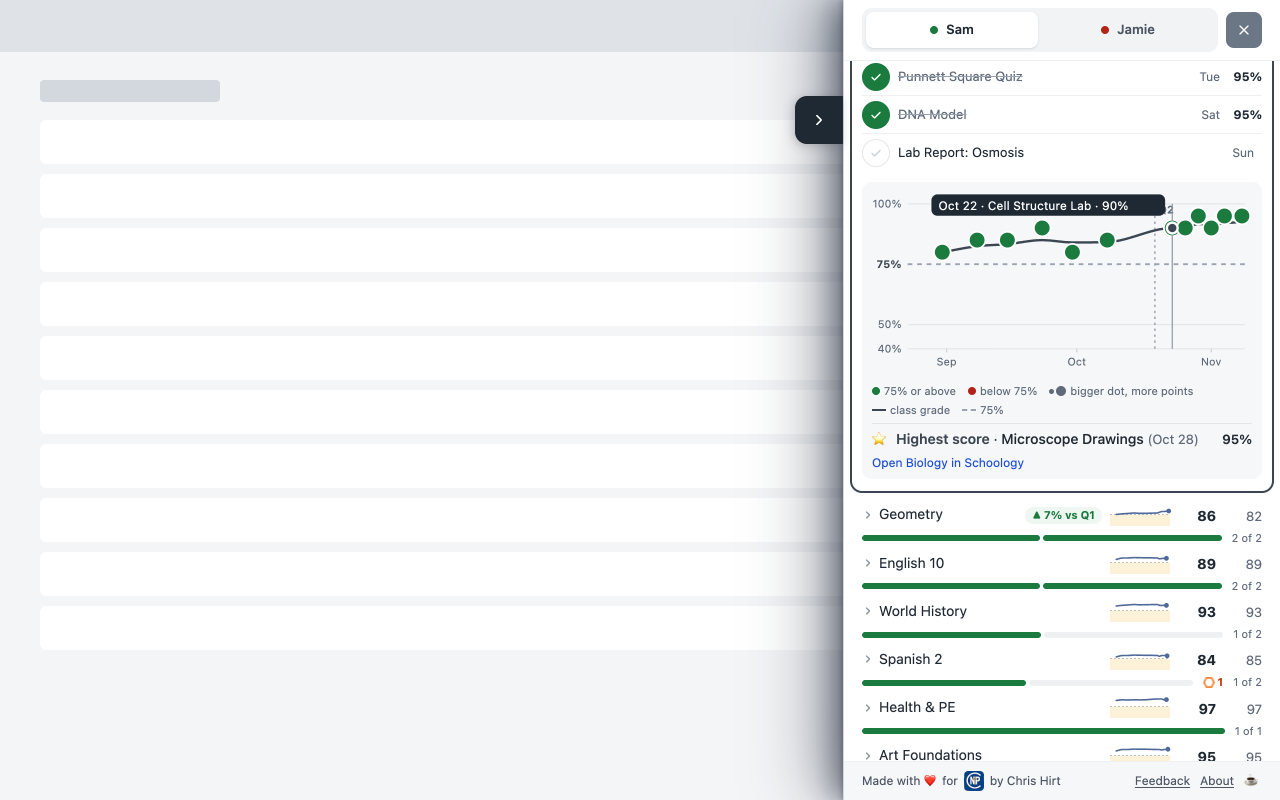 Sam
Jamie
Punnett Square Quiz Tue 95%
DNA Model Sat 95%
Lab Report: Osmosis Sun
Oct 22 · Cell Structure Lab · 90%
100%
75%
50%
40%
Sep Oct Nov
75% or above below 75% bigger dot, more points
class grade 75%
Highest score · Microscope Drawings (Oct 28) 95%
Open Biology in Schoology
Geometry 7% vs Q1 86 82
2 of 2
English 10 89 89
2 of 2
World History 93 93
1 of 2
Spanish 2 84 85
1 1 of 2
Health & PE 97 97
1 of 1
Art Foundations 95 95
Made with ❤️ for NP by Chris Hirt Feedback About